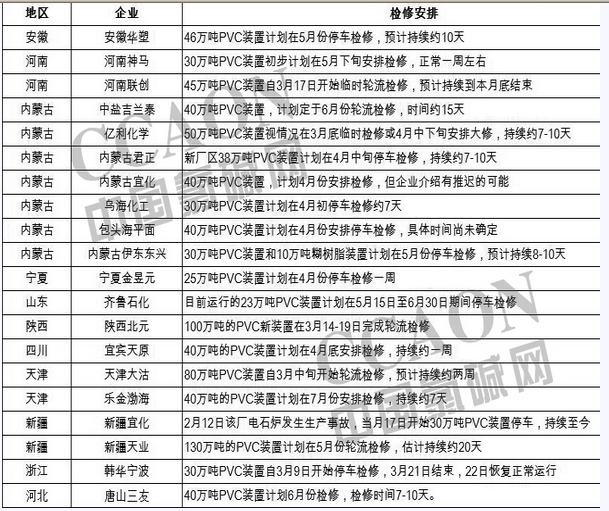 地区 企业 检修安排
安徽 安徽华塑 46万吨PVC装置计划在5月份停车检修，预计持续约10天
河南 河南神马 30万吨PVC装置初步计划在5月下旬安排检修，正常一周左右
河南 河南联创 45万吨PVC装置自3月17日开始临时轮流检修，预计持续到本月底结束
内蒙古 中盐吉兰泰 40万吨PVC装置，计划定于6月份轮流检修，时间约15天
内蒙古 亿利化学 50万吨PVC装置视情况在3月底临时检修或4月中下旬安排大修，持续约7-10天
内蒙古 内蒙古君正 新厂区38万吨PVC装置计划在4月中旬停车检修，持续约7-10天
内蒙古 内蒙古宜化 40万吨PVC装置，计划4月份安排检修，但企业介绍有推迟的可能
内蒙古 乌海化工 30万吨PVC装置计划在4月初停车检修约7天
内蒙古 包头海平面 40万吨PVC装置计划在4月份安排停车检修，具体时间尚未确定
内蒙古 内蒙古伊东东兴 30万吨PVC装置和10万吨糊树脂装置计划在5月份停车检修，预计持续8-10天
宁夏 宁夏金昱元 25万吨PVC装置计划在4月份停车检修一周
山东 齐鲁石化 目前运行的23万吨PVC装置计划在5月15日至6月30日期间停车检修
陕西 陕西北元 100万吨的PVC新装置在3月14-19日完成轮流检修
四川 宜宾天原 40万吨的PVC装置计划在4月底安排检修，持续约一周
天津 天津大沽 80万吨PVC装置自3月中旬开始轮流检修，预计持续约两周
天津 乐金渤海 40万吨的PVC装置计划在7月份安排检修，持续约7天
新疆 新疆宜化 2月12日该厂电石炉发生生产事故，当月17日开始30万吨PVC装置停车，持续至今
新疆 新疆天业 130万吨的PVC装置计划在5月份轮流检修，估计持续约20天
浙江 韩华宁波 30万吨PVC装置自3月9日开始停车检修，3月21日结束，22日恢复正常运行
河北 唐山三友 40万吨PVC装置计划6月份检修，检修时间7-10天。
CCAON
中国氯碱网
CCAON
中国氯碱网